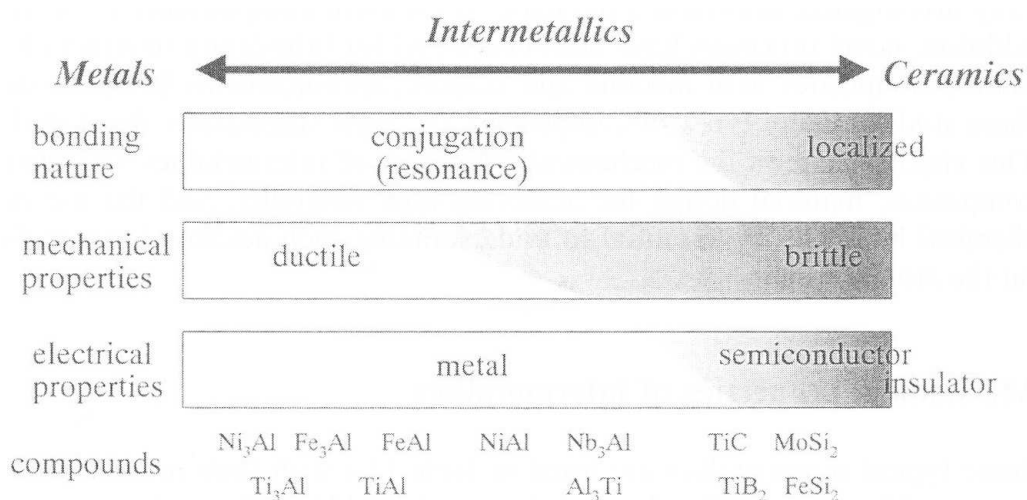 Intermetallics
Metals Ceramics
bonding nature conjugation (resonance) localized
mechanical properties ductile brittle
electrical properties metal semiconductor insulator
compounds
Ni₃Al Fe₃Al FeAl NiAl Nb₃Al TiC MoSi₂
Ti₃Al TiAl Al₃Ti TiB₂ FeSi₂